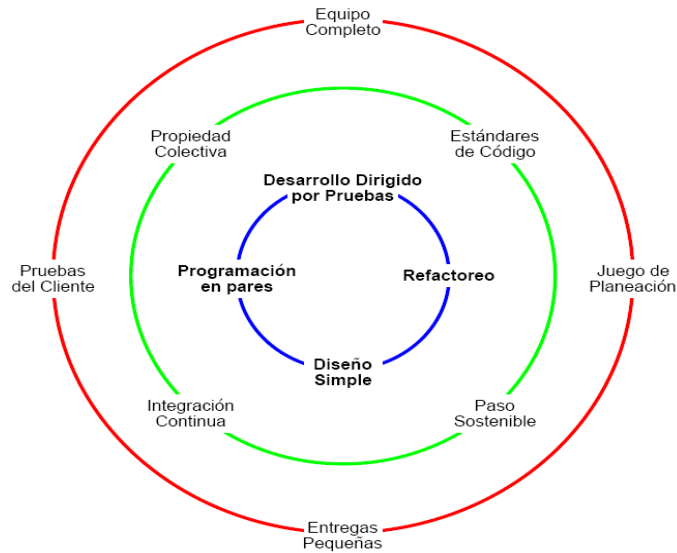 Equipo
Completo
Propiedad
Colectiva
Estándares
de Código
Desarrollo Dirigido
por Pruebas
Pruebas
del Cliente
Programación
en pares
Refactoreo
Juego de
Planeación
Diseño
Simple
Integración
Continua
Paso
Sostenible
Entregas
Pequeñas